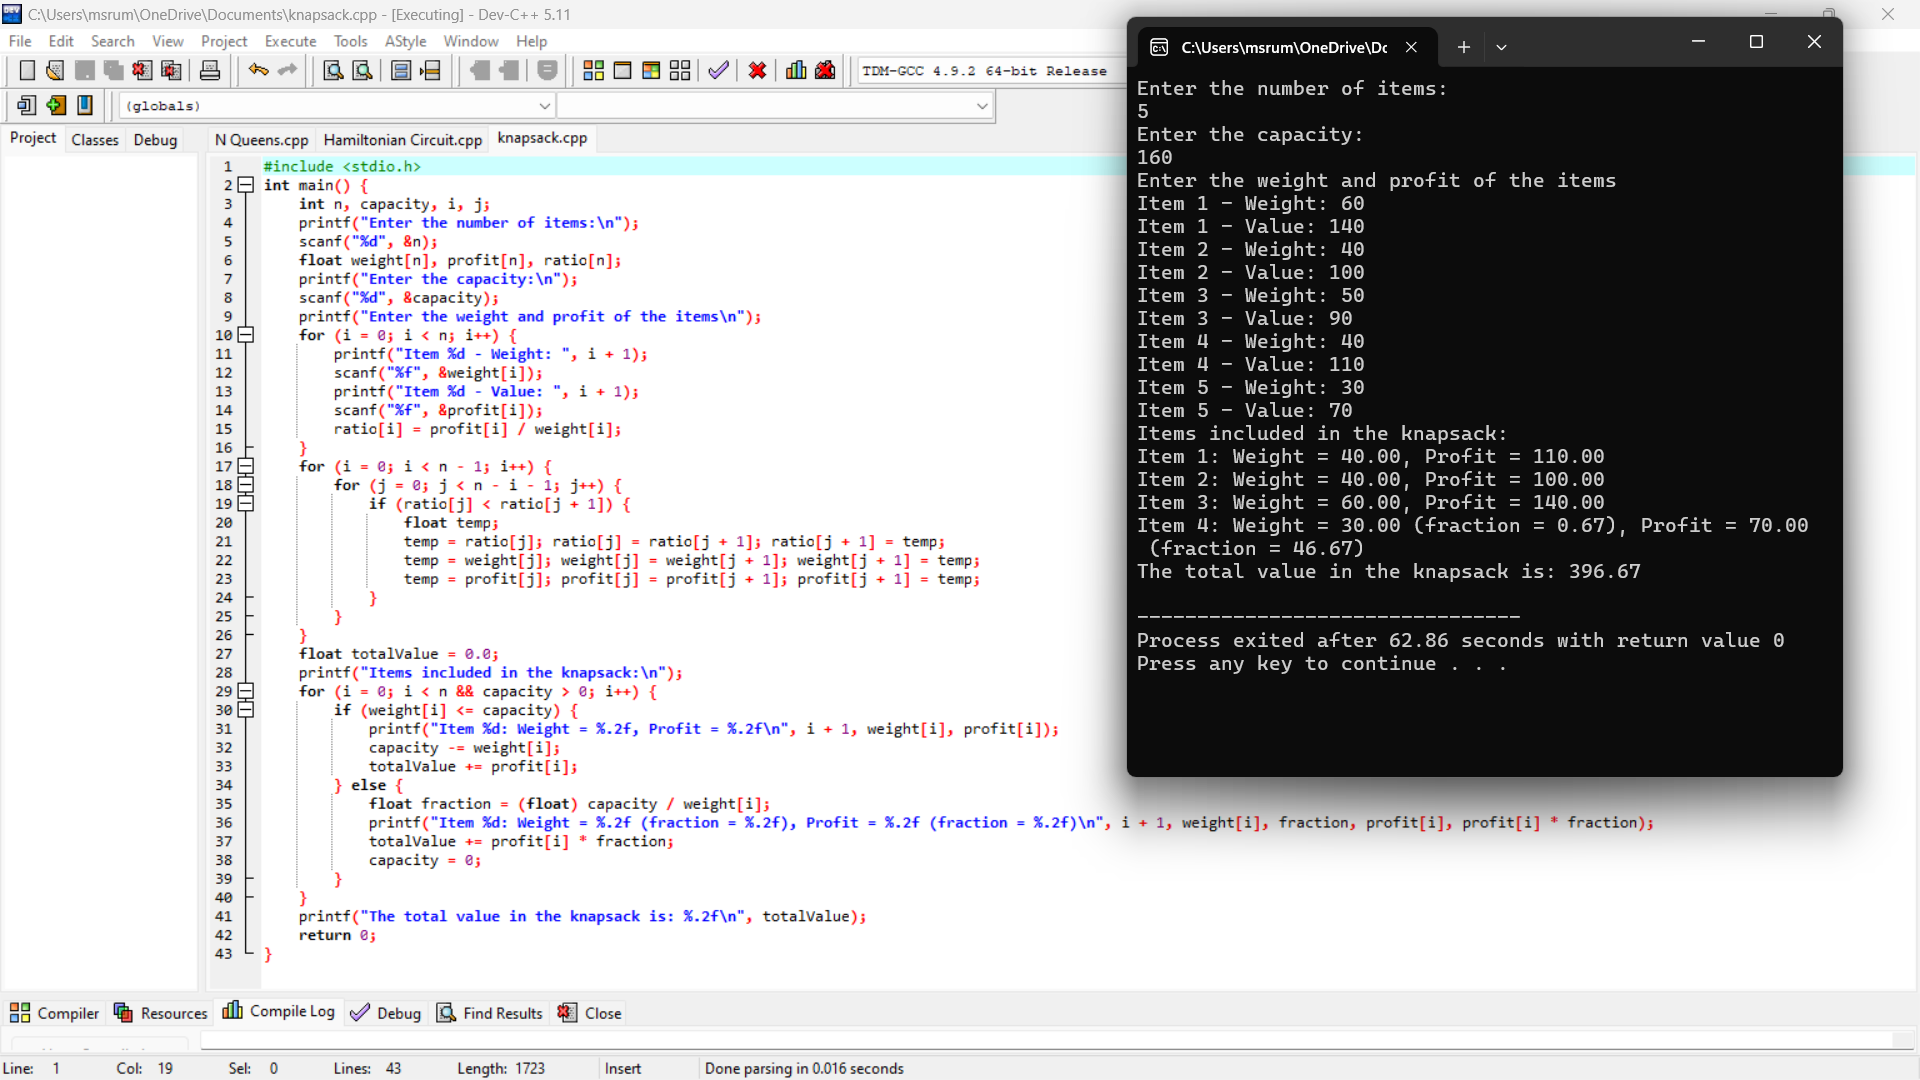 C:\Users\msrum\OneDrive\Documents\knapsack.cpp - [Executing] - Dev-C++ 5.11
File Edit Search View Project Execute Tools AStyle Window Help
TDM-GCC 4.9.2 64-bit Release
(globals)
Project Classes Debug
N Queens.cpp Hamiltonian Circuit.cpp knapsack.cpp
1 #include <stdio.h>
2 int main() {
3 int n, capacity, i, j;
4 printf("Enter the number of items:\n");
5 scanf("%d", &n);
6 float weight[n], profit[n], ratio[n];
7 printf("Enter the capacity:\n");
8 scanf("%d", &capacity);
9 printf("Enter the weight and profit of the items\n");
10 for (i = 0; i < n; i++) {
11 printf("Item %d - Weight: ", i + 1);
12 scanf("%f", &weight[i]);
13 printf("Item %d - Value: ", i + 1);
14 scanf("%f", &profit[i]);
15 ratio[i] = profit[i] / weight[i];
16 }
17 for (i = 0; i < n - 1; i++) {
18 for (j = 0; j < n - i - 1; j++) {
19 if (ratio[j] < ratio[j + 1]) {
20 float temp;
21 temp = ratio[j]; ratio[j] = ratio[j + 1]; ratio[j + 1] = temp;
22 temp = weight[j]; weight[j] = weight[j + 1]; weight[j + 1] = temp;
23 temp = profit[j]; profit[j] = profit[j + 1]; profit[j + 1] = temp;
24 }
25 }
26 }
27 float totalValue = 0.0;
28 printf("Items included in the knapsack:\n");
29 for (i = 0; i < n && capacity > 0; i++) {
30 if (weight[i] <= capacity) {
31 printf("Item %d: Weight = %.2f, Profit = %.2f\n", i + 1, weight[i], profit[i]);
32 capacity -= weight[i];
33 totalValue += profit[i];
34 } else {
35 float fraction = (float) capacity / weight[i];
36 printf("Item %d: Weight = %.2f (fraction = %.2f), Profit = %.2f (fraction = %.2f)\n", i + 1, weight[i], fraction, profit[i], profit[i] * fraction);
37 totalValue += profit[i] * fraction;
38 capacity = 0;
39 }
40 }
41 printf("The total value in the knapsack is: %.2f\n", totalValue);
42 return 0;
43 }
C:\Users\msrum\OneDrive\Dc
Enter the number of items:
5
Enter the capacity:
160
Enter the weight and profit of the items
Item 1 - Weight: 60
Item 1 - Value: 140
Item 2 - Weight: 40
Item 2 - Value: 100
Item 3 - Weight: 50
Item 3 - Value: 90
Item 4 - Weight: 40
Item 4 - Value: 110
Item 5 - Weight: 30
Item 5 - Value: 70
Items included in the knapsack:
Item 1: Weight = 40.00, Profit = 110.00
Item 2: Weight = 40.00, Profit = 100.00
Item 3: Weight = 60.00, Profit = 140.00
Item 4: Weight = 30.00 (fraction = 0.67), Profit = 70.00
(fraction = 46.67)
The total value in the knapsack is: 396.67
--------------------------------
Process exited after 62.86 seconds with return value 0
Press any key to continue . . .
Compiler Resources Compile Log Debug Find Results Close
Line: 1 Col: 19 Sel: 0 Lines: 43 Length: 1723 Insert Done parsing in 0.016 seconds